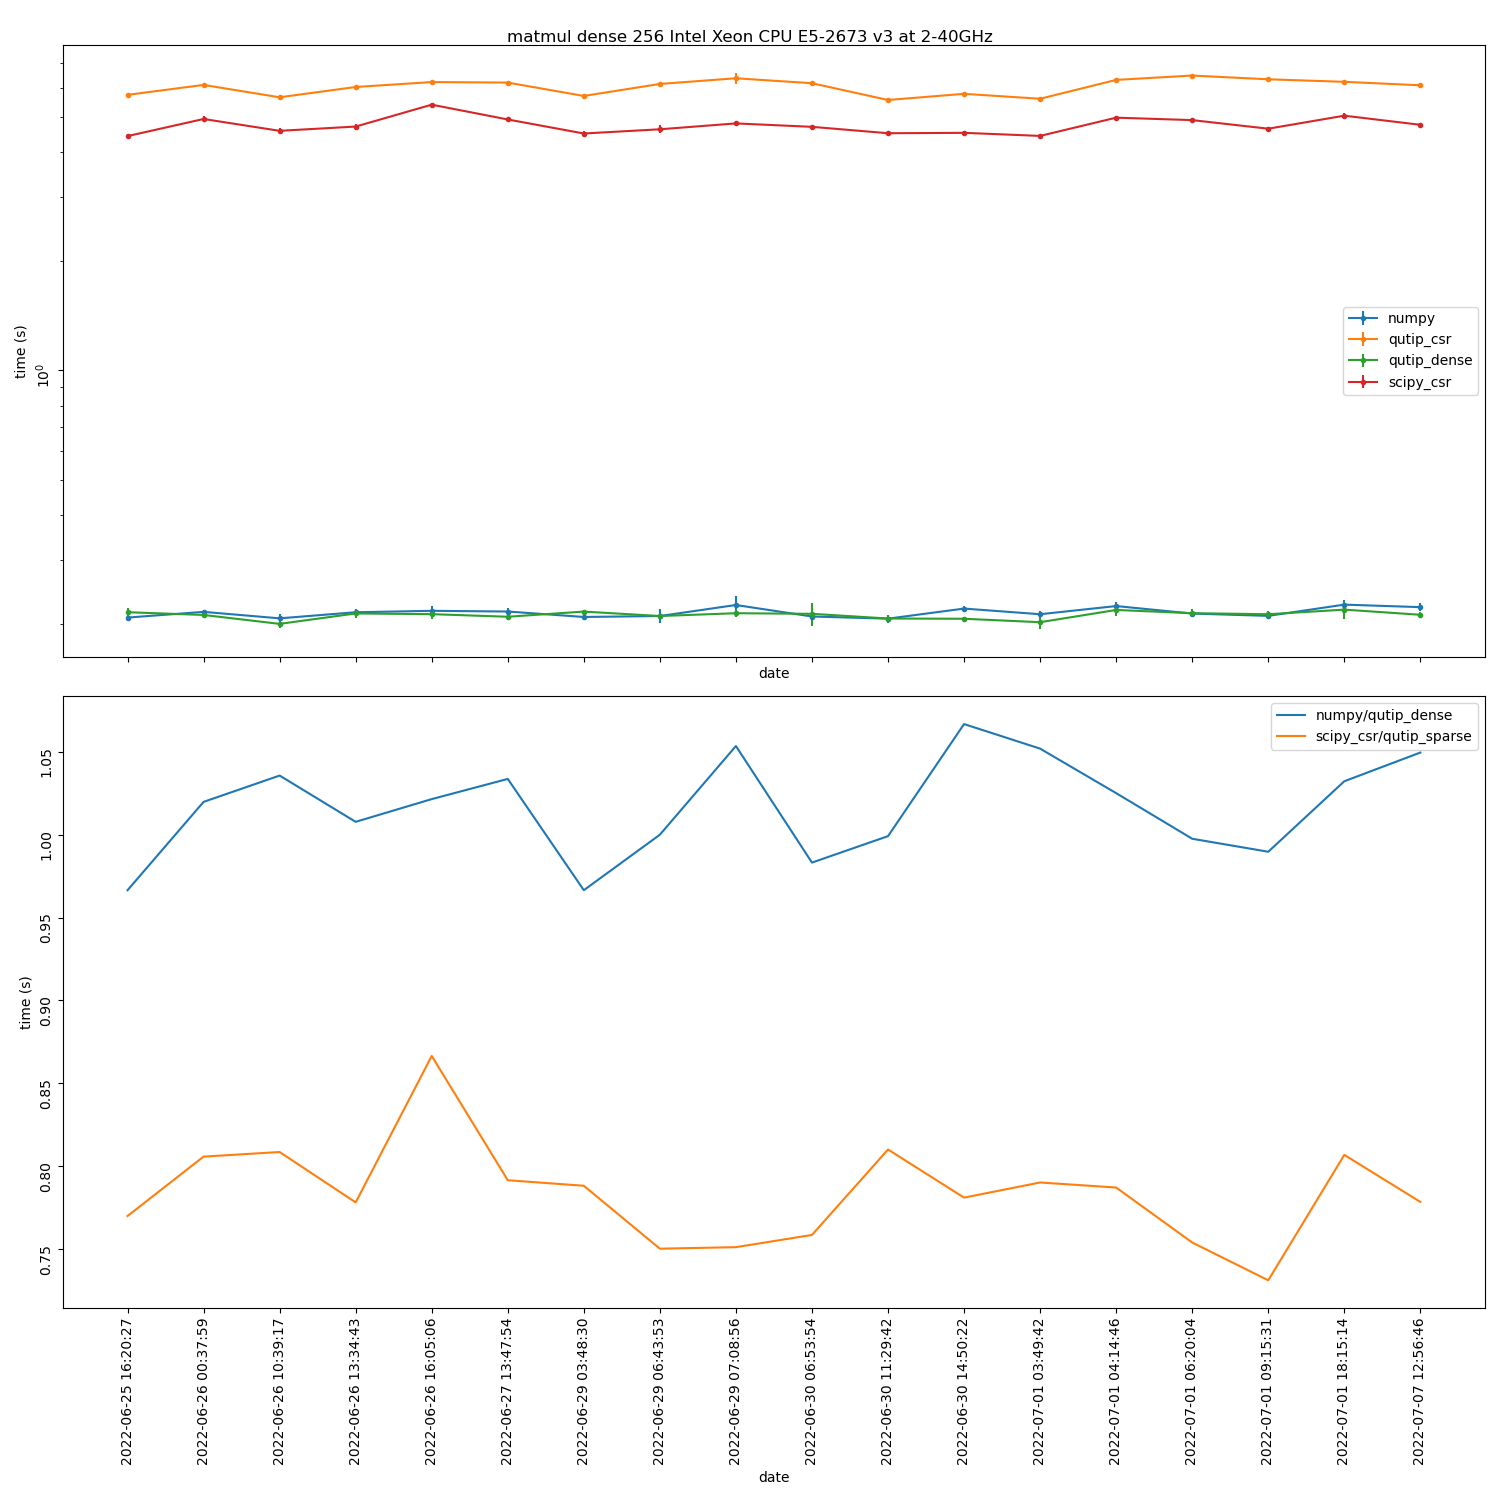 matmul dense 256 Intel Xeon CPU E5-2673 v3 at 2-40GHz
time (s)
10^0
numpy
qutip_csr
qutip_dense
scipy_csr
date
numpy/qutip_dense
scipy_csr/qutip_sparse
time (s)
1.05
1.00
0.95
0.90
0.85
0.80
0.75
2022-06-25 16:20:27
2022-06-26 00:37:59
2022-06-26 10:39:17
2022-06-26 13:34:43
2022-06-26 16:05:06
2022-06-27 13:47:54
2022-06-29 03:48:30
2022-06-29 06:43:53
2022-06-29 07:08:56
2022-06-30 06:53:54
2022-06-30 11:29:42
2022-06-30 14:50:22
2022-07-01 03:49:42
2022-07-01 04:14:46
2022-07-01 06:20:04
2022-07-01 09:15:31
2022-07-01 18:15:14
2022-07-07 12:56:46
date